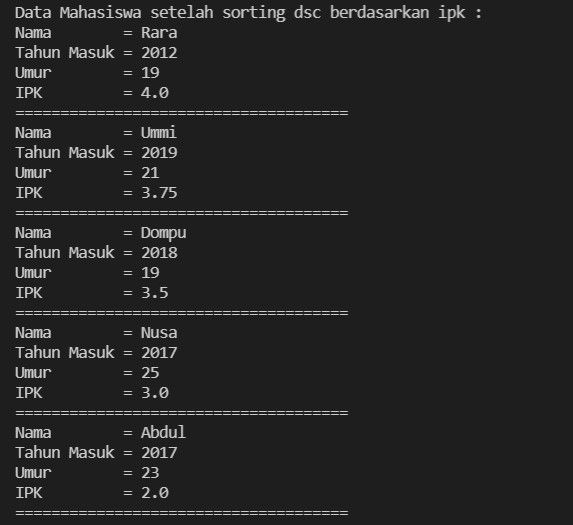 Data Mahasiswa setelah sorting dsc berdasarkan ipk :
Nama        = Rara
Tahun Masuk = 2012
Umur        = 19
IPK         = 4.0
=====================================
Nama        = Ummi
Tahun Masuk = 2019
Umur        = 21
IPK         = 3.75
=====================================
Nama        = Dompu
Tahun Masuk = 2018
Umur        = 19
IPK         = 3.5
=====================================
Nama        = Nusa
Tahun Masuk = 2017
Umur        = 25
IPK         = 3.0
=====================================
Nama        = Abdul
Tahun Masuk = 2017
Umur        = 23
IPK         = 2.0
=====================================